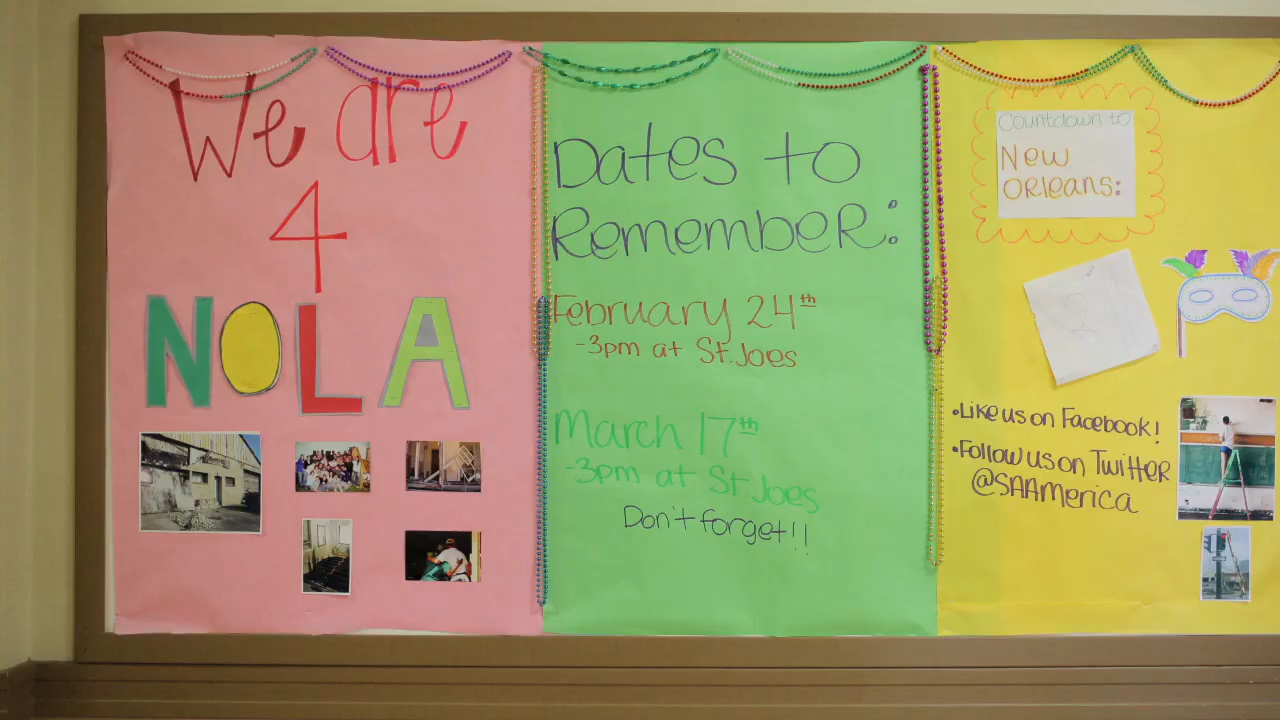 We are
4
NOLA
Dates to
Remember:
February 24th
-3pm at St. Joes
March 17th
-3pm at St. Joes
Don't forget!!
Countdown to
New
Orleans:
2
•Like us on Facebook!
•Follow us on Twitter
@SAAmerica